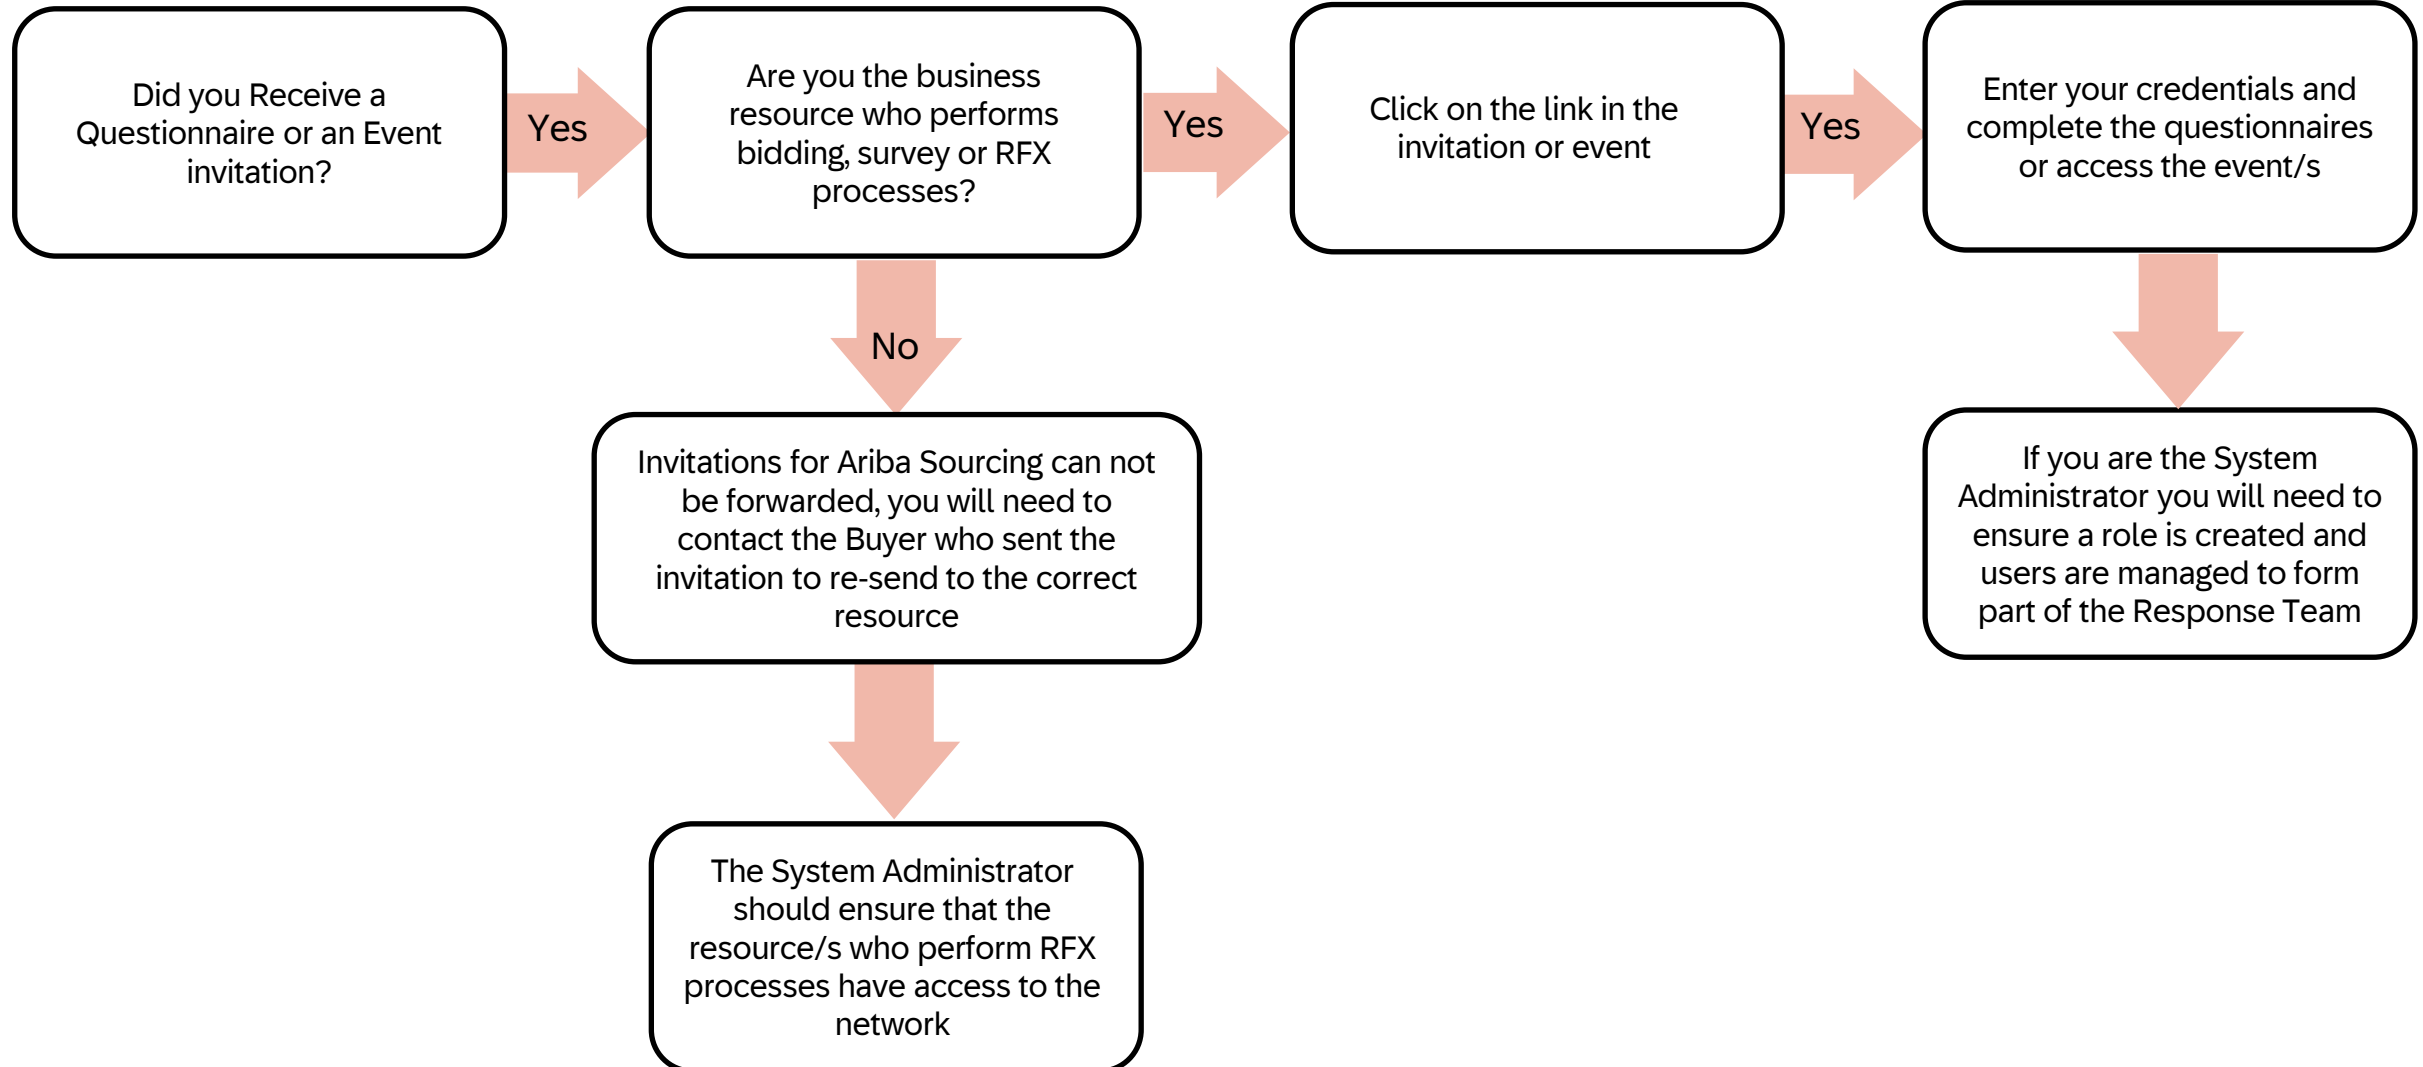 Did you Receive a
Questionnaire or an Event
invitation?
Yes
Are you the business
resource who performs
bidding, survey or RFX
processes?
Yes
Click on the link in the
invitation or event
Yes
Enter your credentials and
complete the questionnaires
or access the event/s
No
Invitations for Ariba Sourcing can not
be forwarded, you will need to
contact the Buyer who sent the
invitation to re-send to the correct
resource
If you are the System
Administrator you will need to
ensure a role is created and
users are managed to form
part of the Response Team
The System Administrator
should ensure that the
resource/s who perform RFX
processes have access to the
network